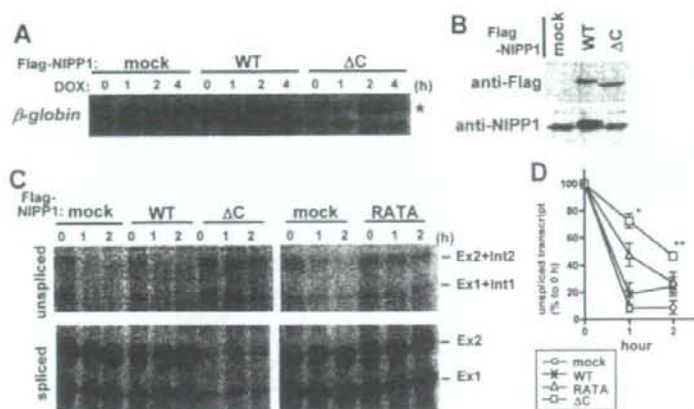 A
Flag-NIPP1: mock WT ΔC
DOX: 0 1 2 4 0 1 2 4 0 1 2 4 (h)
β-globin *
B
Flag
-NIPP1
mock WT ΔC
anti-Flag
anti-NIPP1
C
Flag-
NIPP1: mock WT ΔC mock RATA
0 1 2 0 1 2 0 1 2 0 1 2 0 1 2 (h)
unspliced
Ex2+Int2
Ex1+Int1
spliced
Ex2
Ex1
D
unspliced transcript
(% to 0 h)
100
80
60
40
20
0
*
**
0 1 2
hour
mock
WT
RATA
ΔC